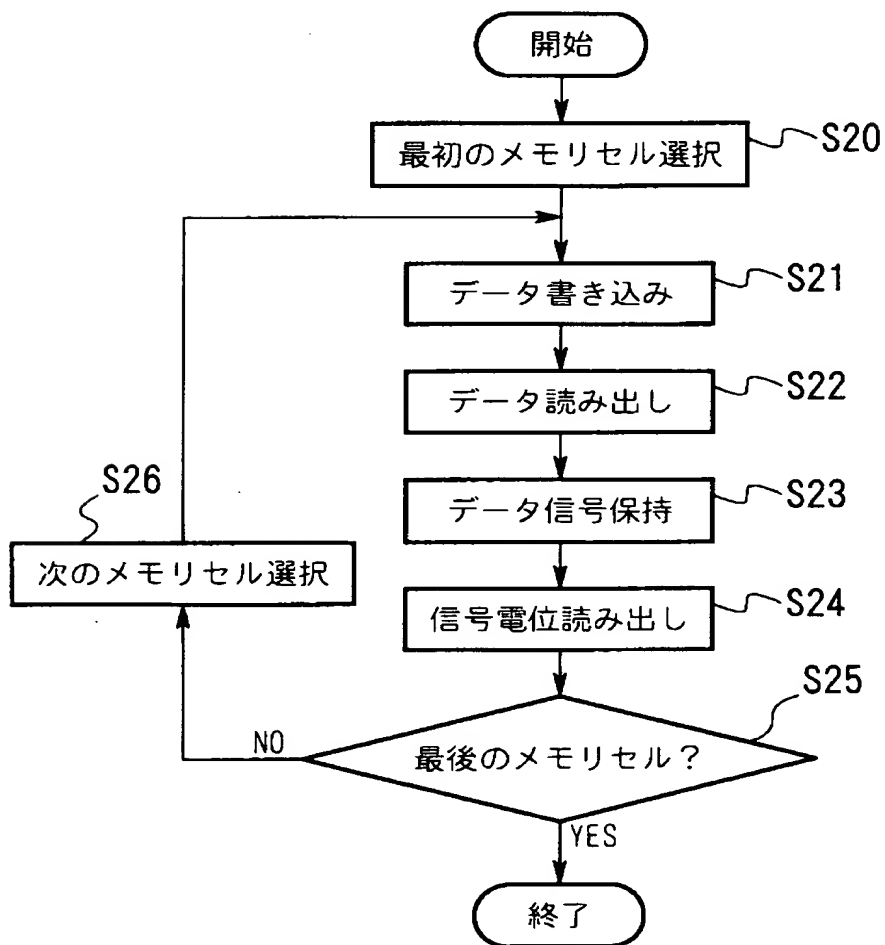 開始
最初のメモリセル選択
S20
データ書き込み
S21
データ読み出し
S22
データ信号保持
S23
S26
次のメモリセル選択
信号電位読み出し
S24
S25
最後のメモリセル?
NO
YES
終了